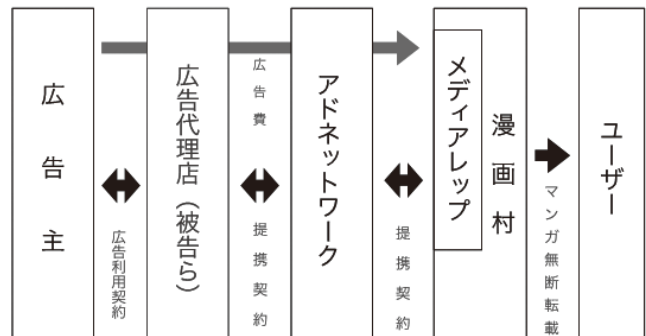 広告主
広告利用契約
広告代理店（被告ら）
広告費
提携契約
アドネットワーク
提携契約
メディアレップ
漫画村
マンガ無断転載
ユーザー